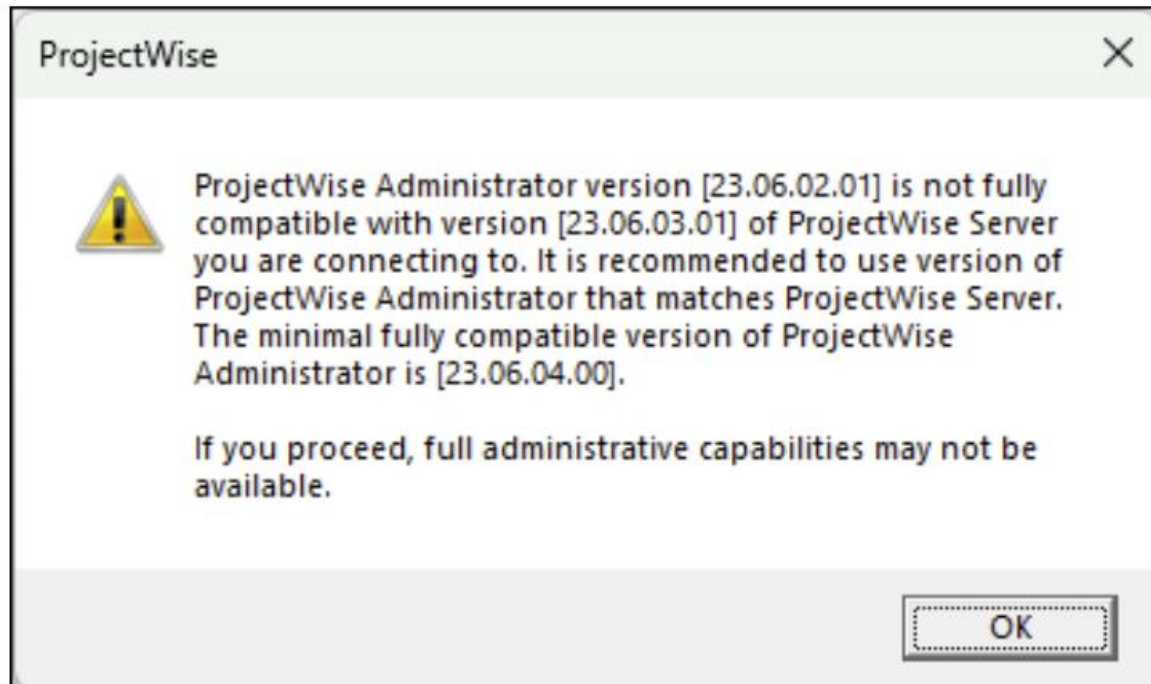 ProjectWise
ProjectWise Administrator version [23.06.02.01] is not fully
compatible with version [23.06.03.01] of ProjectWise Server
you are connecting to. It is recommended to use version of
ProjectWise Administrator that matches ProjectWise Server.
The minimal fully compatible version of ProjectWise
Administrator is [23.06.04.00].
If you proceed, full administrative capabilities may not be
available.
OK